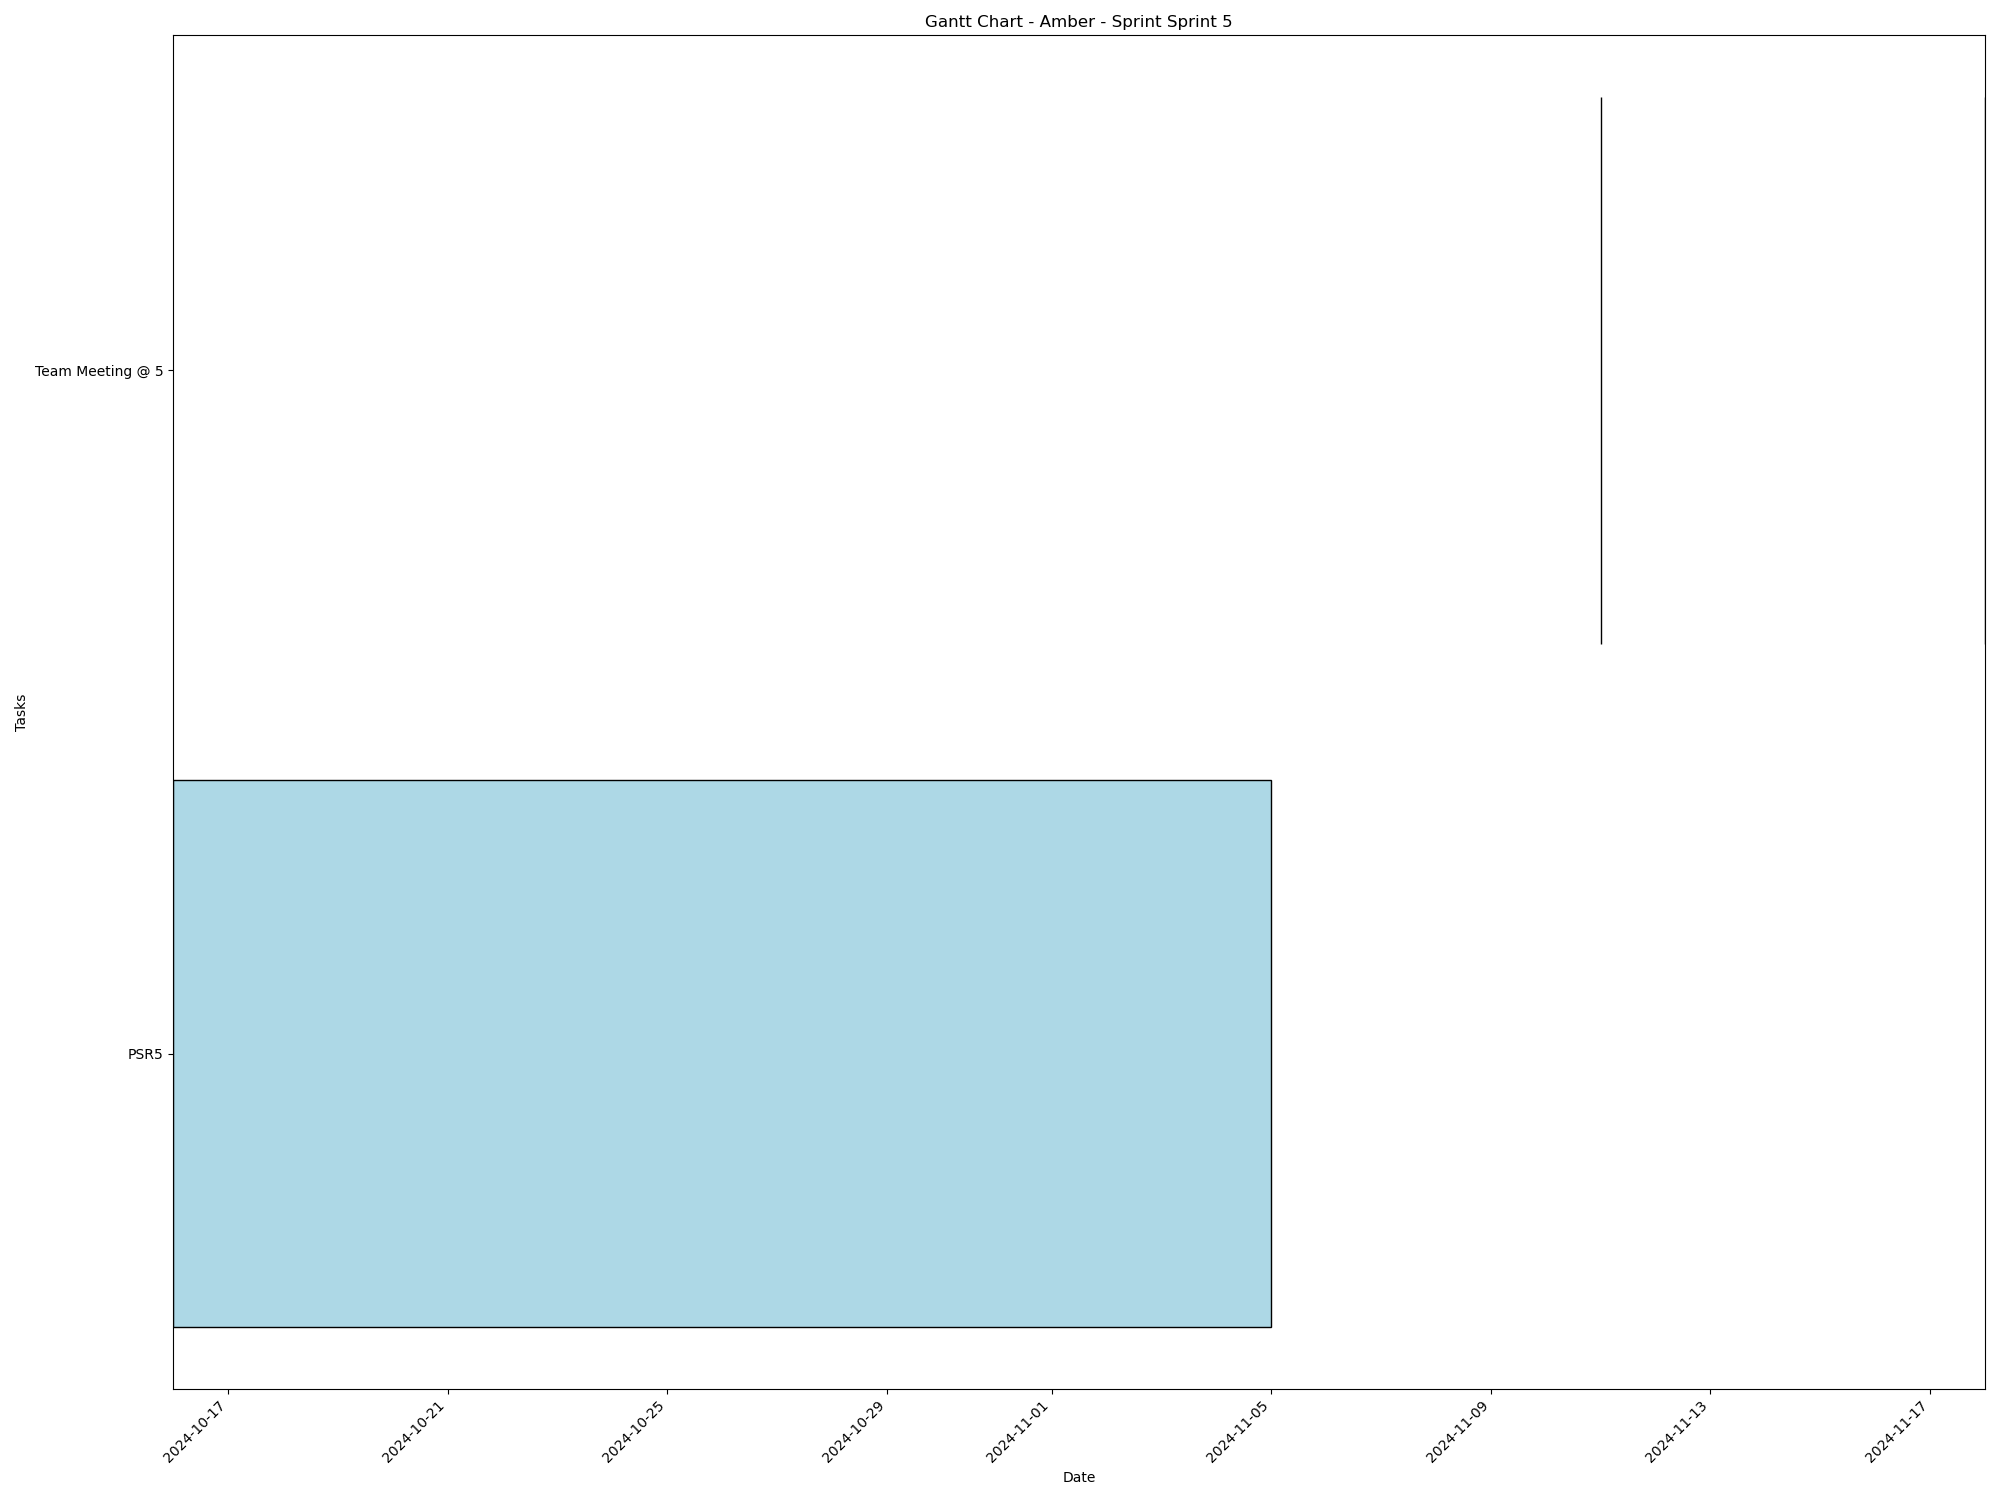 Gantt Chart - Amber - Sprint Sprint 5
Team Meeting @ 5
Tasks
PSR5
2024-10-17
2024-10-21
2024-10-25
2024-10-29
2024-11-01
2024-11-05
2024-11-09
2024-11-13
2024-11-17
Date